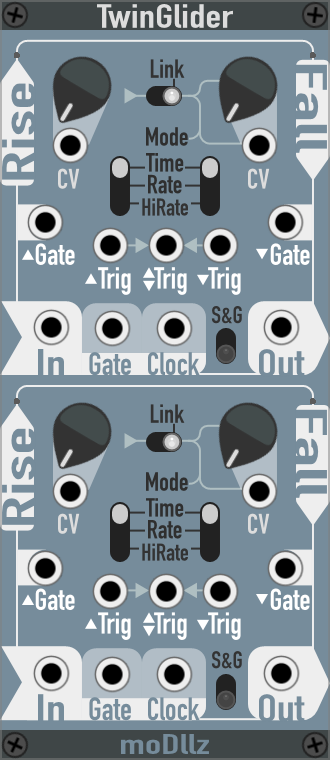 TwinGlider
Rise
Link
Fall
Mode
CV
CV
Time
Rate
HiRate
▲Gate
▼Gate
▲Trig
▲▼Trig
▼Trig
S&G
In
Gate
Clock
Out
Rise
Link
Fall
Mode
CV
CV
Time
Rate
HiRate
▲Gate
▼Gate
▲Trig
▲▼Trig
▼Trig
S&G
In
Gate
Clock
Out
moDllz